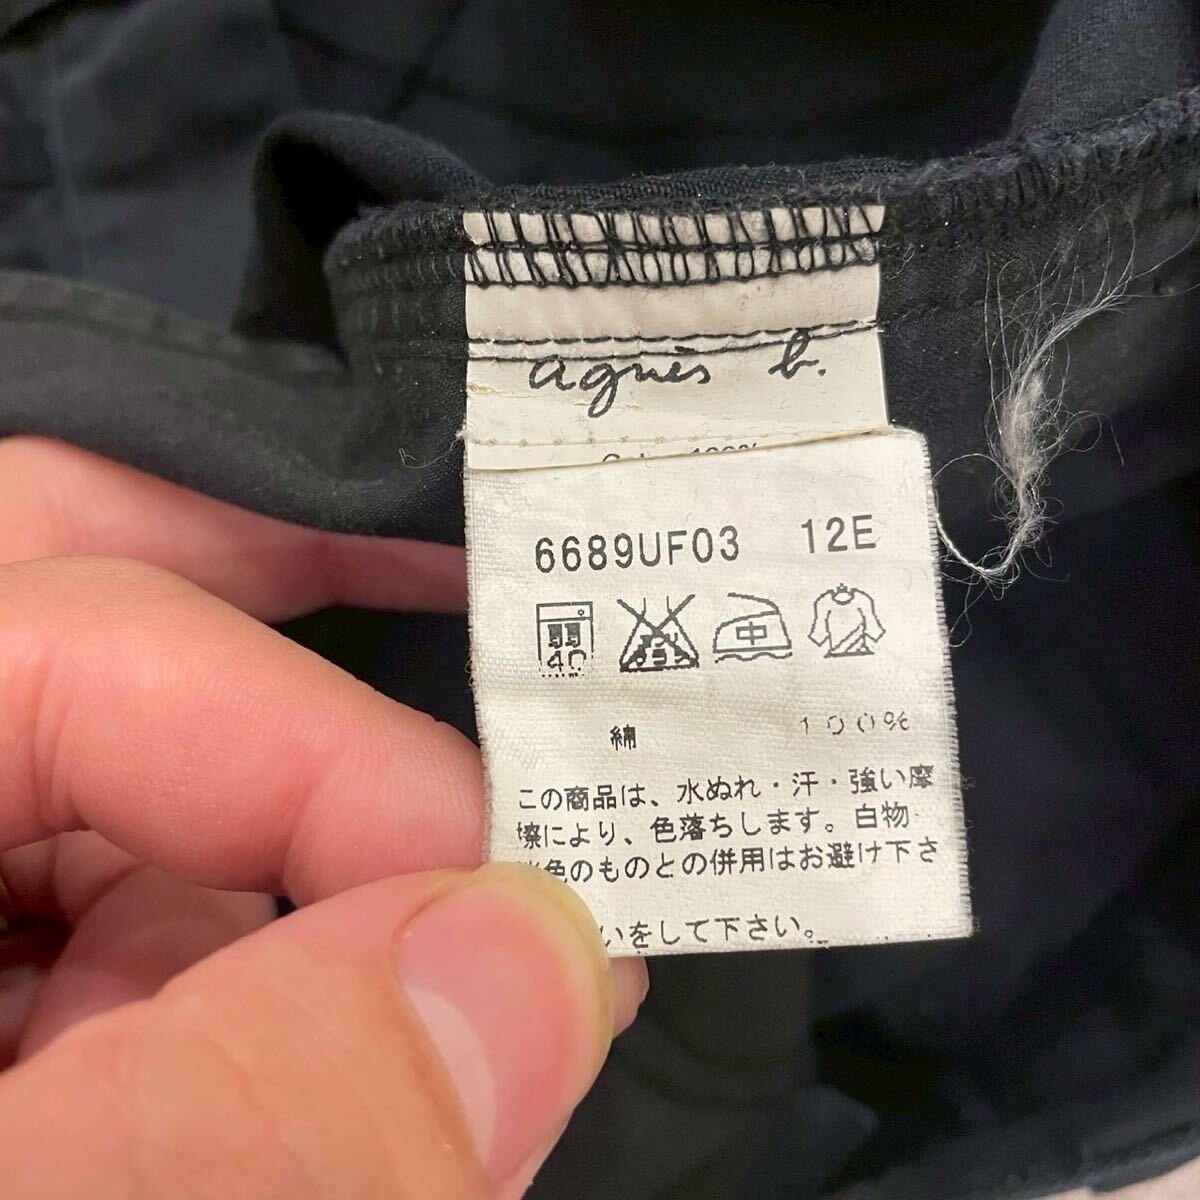 agnès b.
6689UF03 12E
40
中
綿 100%
この商品は、水ぬれ・汗・強い摩
擦により、色落ちします。白物・
色のものとの併用はお避け下さ
いをして下さい。